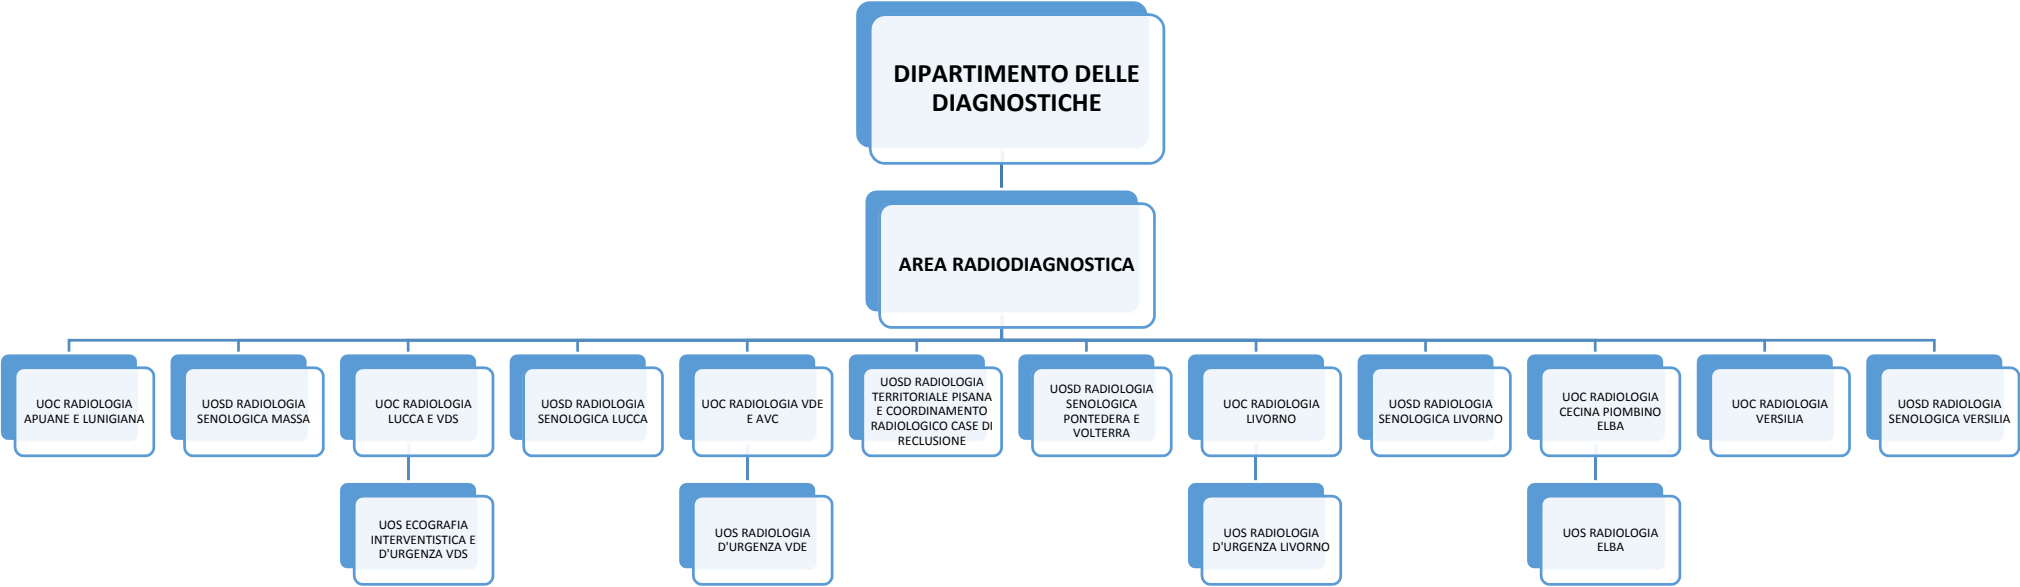 DIPARTIMENTO DELLE
DIAGNOSTICHE
AREA RADIODIAGNOSTICA
UOC RADIOLOGIA
APUANE E LUNIGIANA
UOSD RADIOLOGIA
SENOLOGICA MASSA
UOC RADIOLOGIA
LUCCA E VDS
UOSD RADIOLOGIA
SENOLOGICA LUCCA
UOC RADIOLOGIA VDE
E AVC
UOSD RADIOLOGIA
TERRITORIALE PISANA
E COORDINAMENTO
RADIOLOGICO CASE DI
RECLUSIONE
UOSD RADIOLOGIA
SENOLOGICA
PONTEDERA E
VOLTERRA
UOC RADIOLOGIA
LIVORNO
UOSD RADIOLOGIA
SENOLOGICA LIVORNO
UOC RADIOLOGIA
CECINA PIOMBINO
ELBA
UOC RADIOLOGIA
VERSILIA
UOSD RADIOLOGIA
SENOLOGICA VERSILIA
UOS ECOGRAFIA
INTERVENTISTICA E
D'URGENZA VDS
UOS RADIOLOGIA
D'URGENZA VDE
UOS RADIOLOGIA
D'URGENZA LIVORNO
UOS RADIOLOGIA
ELBA